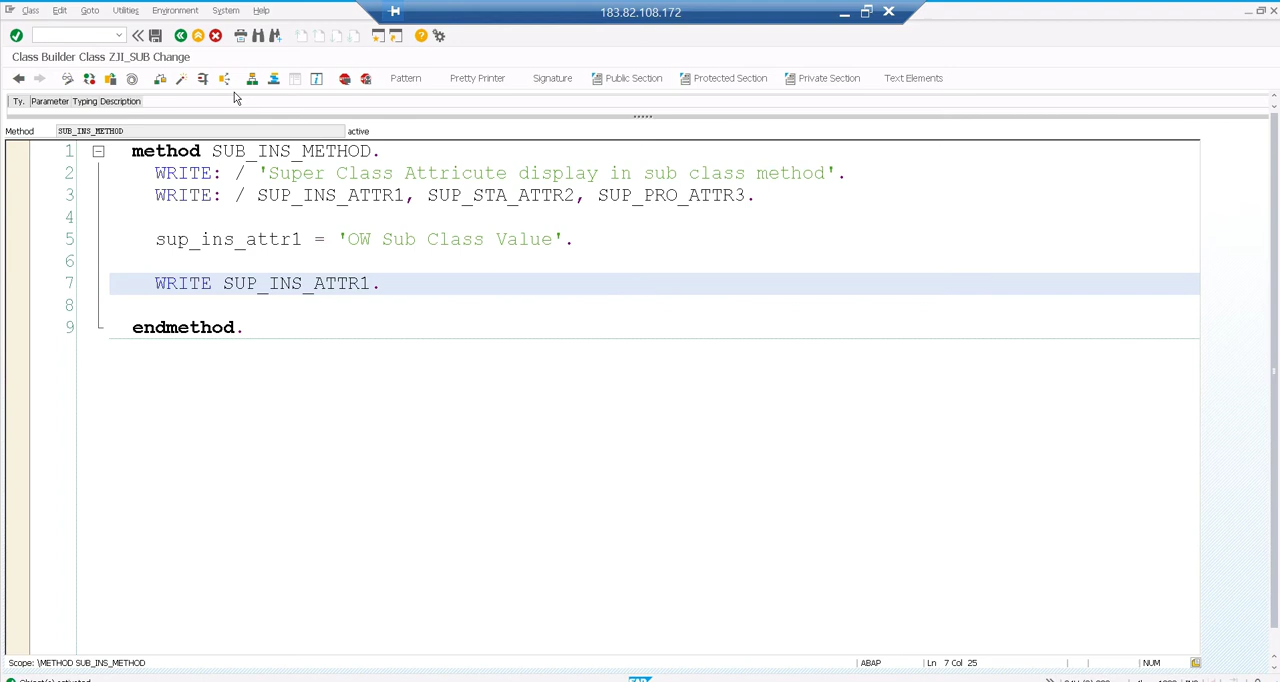 183.82.108.172
Class Edit Goto Utilities Environment System Help
Class Builder Class ZJI_SUB Change
Pattern Pretty Printer Signature Public Section Protected Section Private Section Text Elements
Ty. Parameter Typing Description
Method SUB_INS_METHOD active
1 method SUB_INS_METHOD.
2 WRITE: / 'Super Class Attricute display in sub class method'.
3 WRITE: / SUP_INS_ATTR1, SUP_STA_ATTR2, SUP_PRO_ATTR3.
4
5 sup_ins_attr1 = 'OW Sub Class Value'.
6
7 WRITE SUP_INS_ATTR1.
8
9 endmethod.
Scope: \METHOD SUB_INS_METHOD ABAP Ln 7 Col 25 NUM